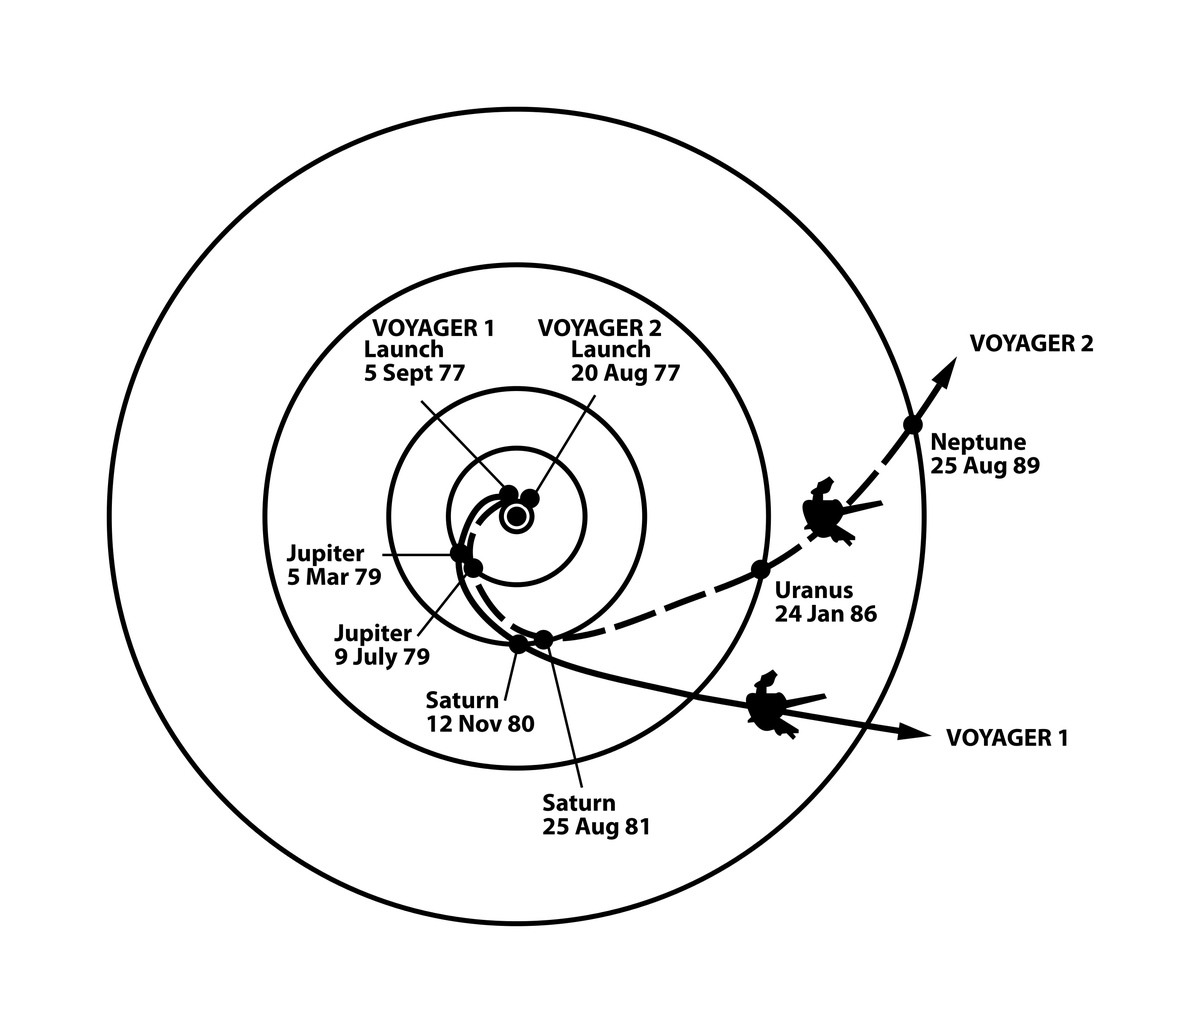 VOYAGER 1
Launch
5 Sept 77
VOYAGER 2
Launch
20 Aug 77
VOYAGER 2
Neptune
25 Aug 89
Jupiter
5 Mar 79
Uranus
24 Jan 86
Jupiter
9 July 79
Saturn
12 Nov 80
VOYAGER 1
Saturn
25 Aug 81